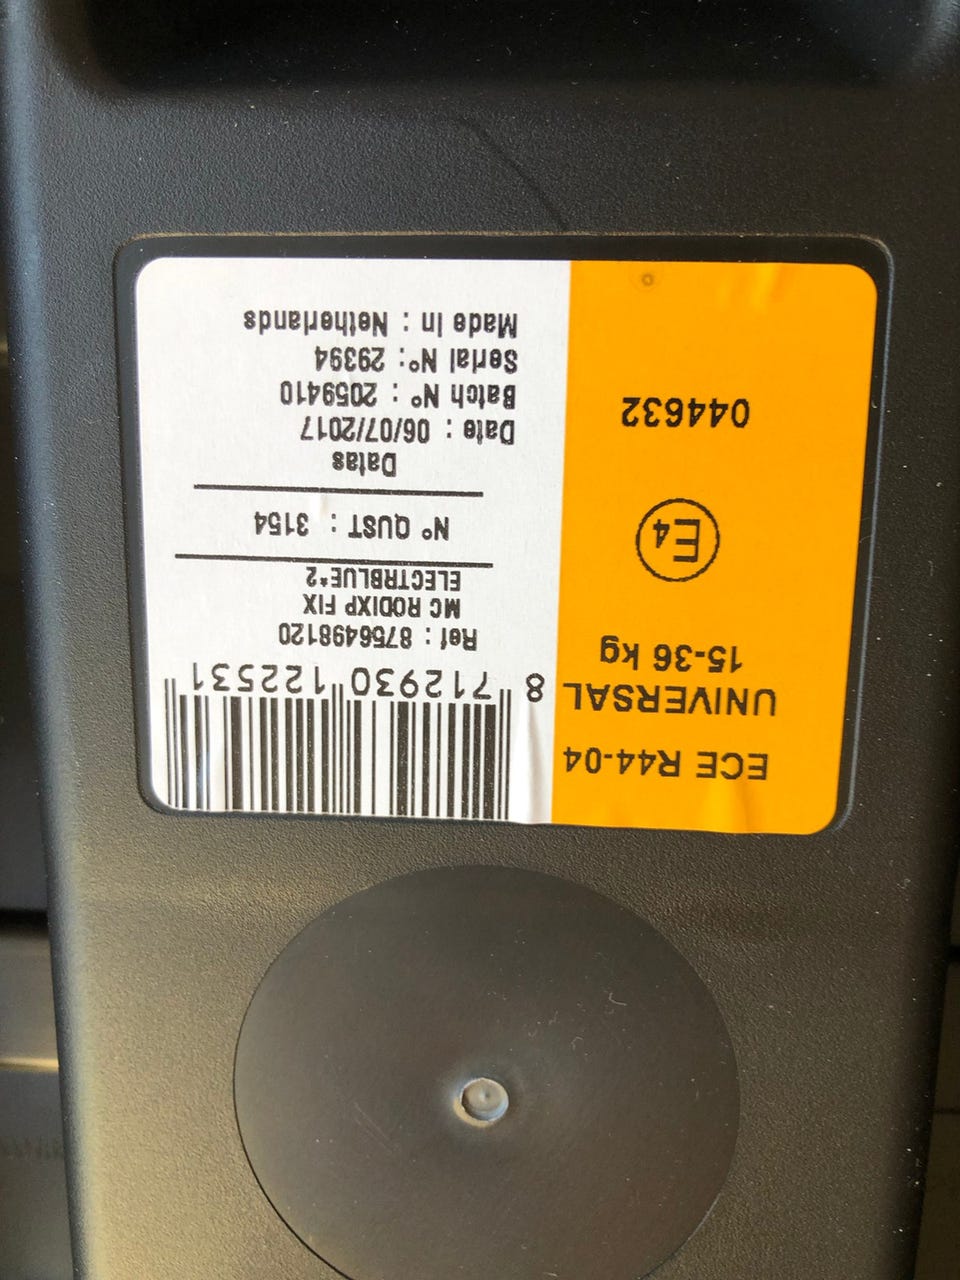 ECE R44-04
UNIVERSAL
15-36 kg
E4
044632
8 712930 122531
Ref : 8756498120
MC RODIXP FIX
ELECTRBLUE*2
N° QUST : 3154
Datas
Date : 06/07/2017
Batch N° : 2059410
Serial N° : 29394
Made In : Netherlands